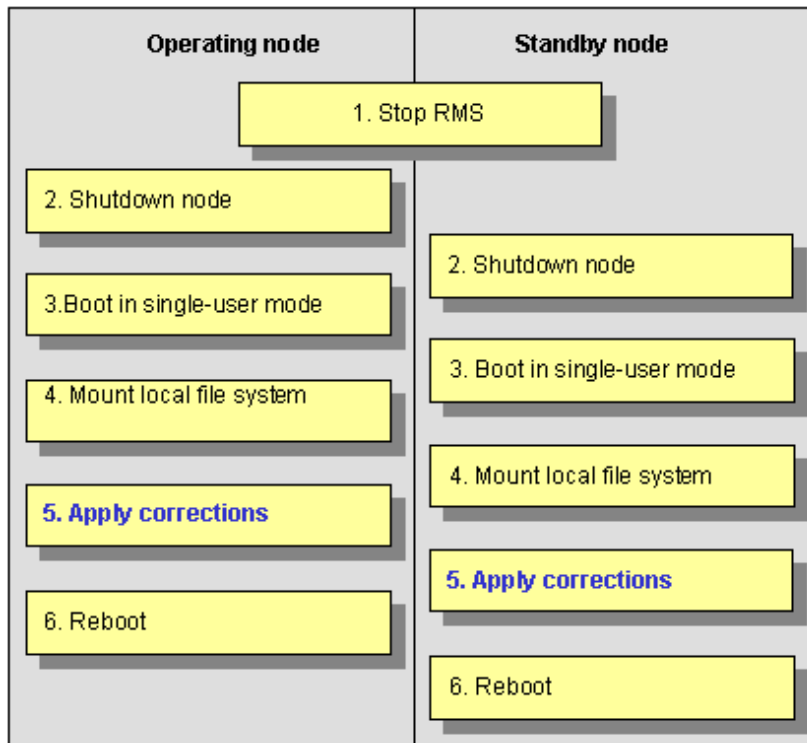 Operating node
Standby node
1. Stop RMS
2. Shutdown node
2. Shutdown node
3.Boot in single-user mode
3. Boot in single-user mode
4. Mount local file system
4. Mount local file system
5. Apply corrections
5. Apply corrections
6. Reboot
6. Reboot